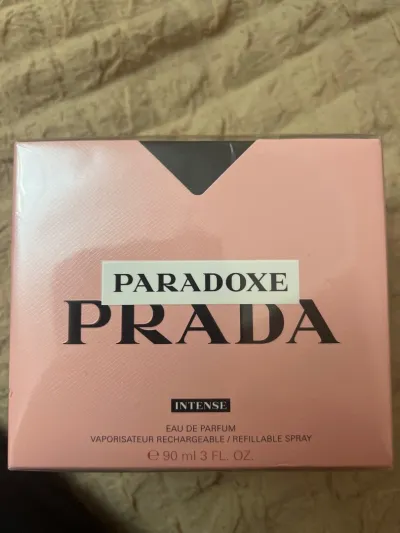 PARADOXE
PRADA
INTENSE
EAU DE PARFUM
VAPORISATEUR RECHARGEABLE / REFILLABLE SPRAY
℮ 90 ml 3 FL. OZ.